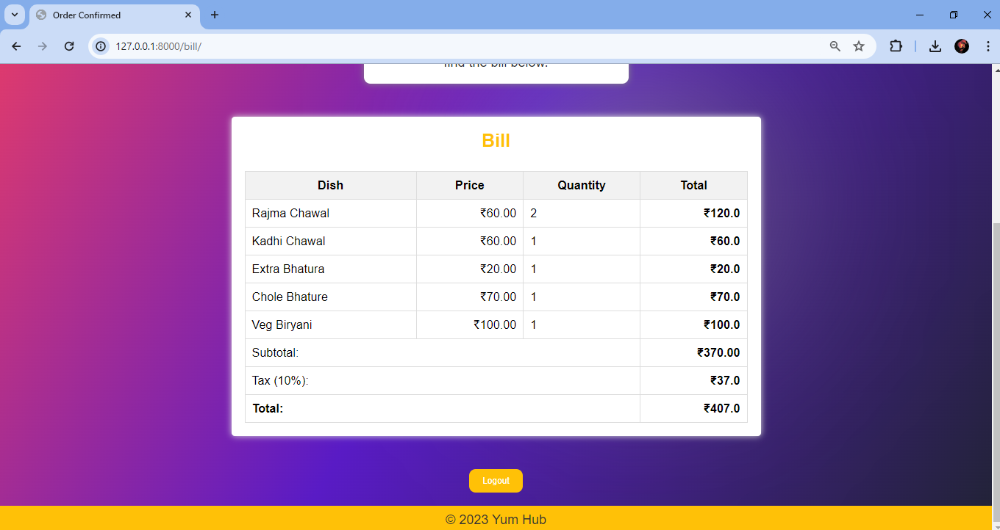 Order Confirmed
127.0.0.1:8000/bill/
find the bill below.
Bill
Dish Price Quantity Total
Rajma Chawal ₹60.00 2 ₹120.0
Kadhi Chawal ₹60.00 1 ₹60.0
Extra Bhatura ₹20.00 1 ₹20.0
Chole Bhature ₹70.00 1 ₹70.0
Veg Biryani ₹100.00 1 ₹100.0
Subtotal: ₹370.00
Tax (10%): ₹37.0
Total: ₹407.0
Logout
© 2023 Yum Hub